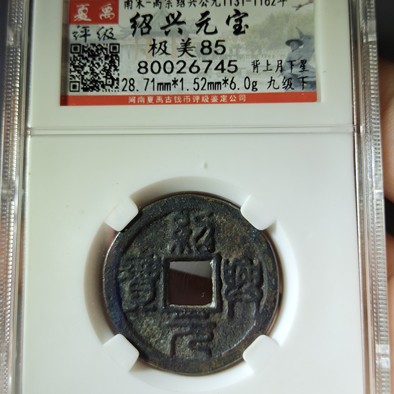 夏禹
评级
南宋-高宗绍兴公元1131-1162年
绍兴元宝
极美85
80026745 背上月下星
28.71mm*1.52mm*6.0g 九级下
河南夏禹古钱币评级鉴定有限公司
紹興元寶